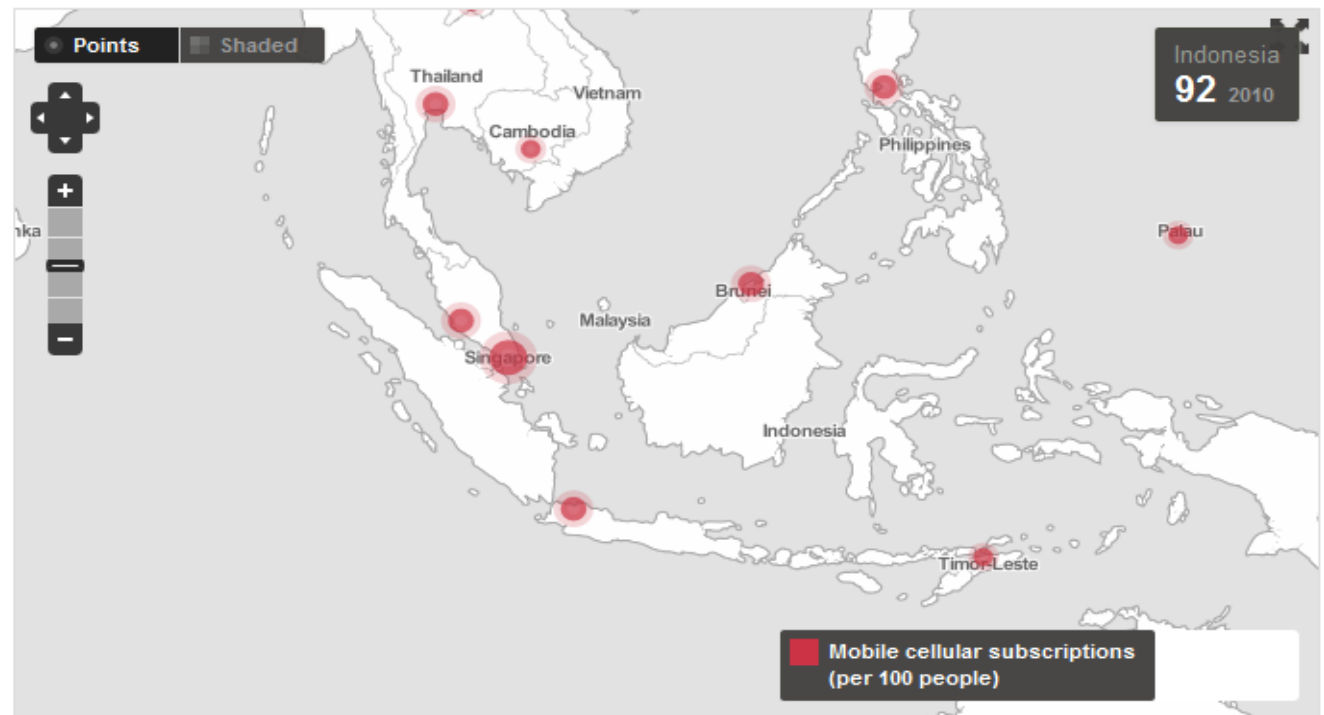 Points
Shaded
Indonesia
92 2010
Thailand
Vietnam
Cambodia
Philippines
nka
Palau
Brunei
Malaysia
Singapore
Indonesia
Timor-Leste
Mobile cellular subscriptions
(per 100 people)